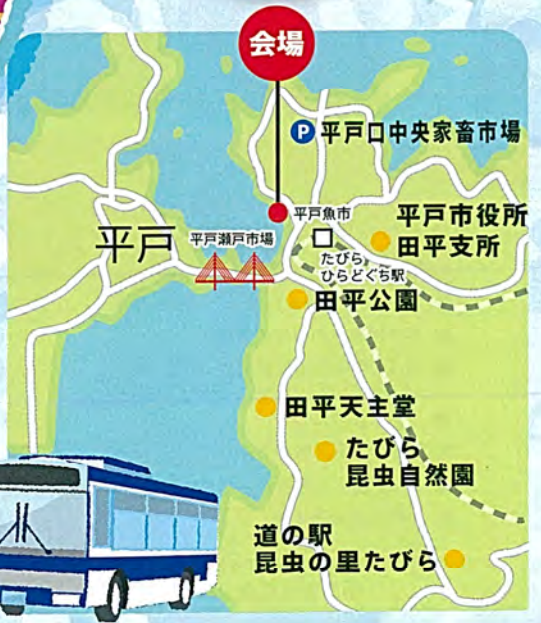 会場
P 平戸口中央家畜市場
平戸魚市
平戸市役所
田平支所
平戸
平戸瀬戸市場
たびら
ひらどぐち駅
田平公園
田平天主堂
たびら
昆虫自然園
道の駅
昆虫の里たびら